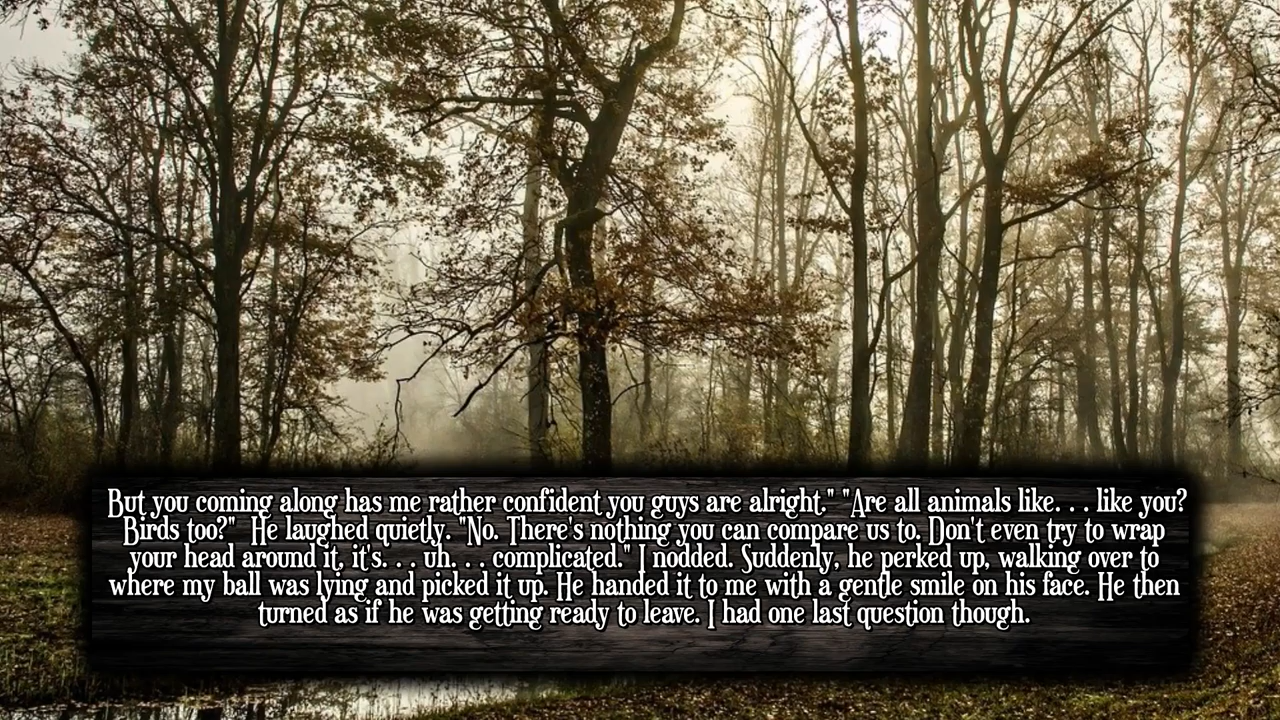 But you coming along has me rather confident you guys are alright." "Are all animals like. . . like you?
Birds too?"  He laughed quietly. "No. There's nothing you can compare us to. Don't even try to wrap
your head around it, it's. . . uh. . . complicated." I nodded. Suddenly, he perked up, walking over to
where my ball was lying and picked it up. He handed it to me with a gentle smile on his face. He then
turned as if he was getting ready to leave. I had one last question though.